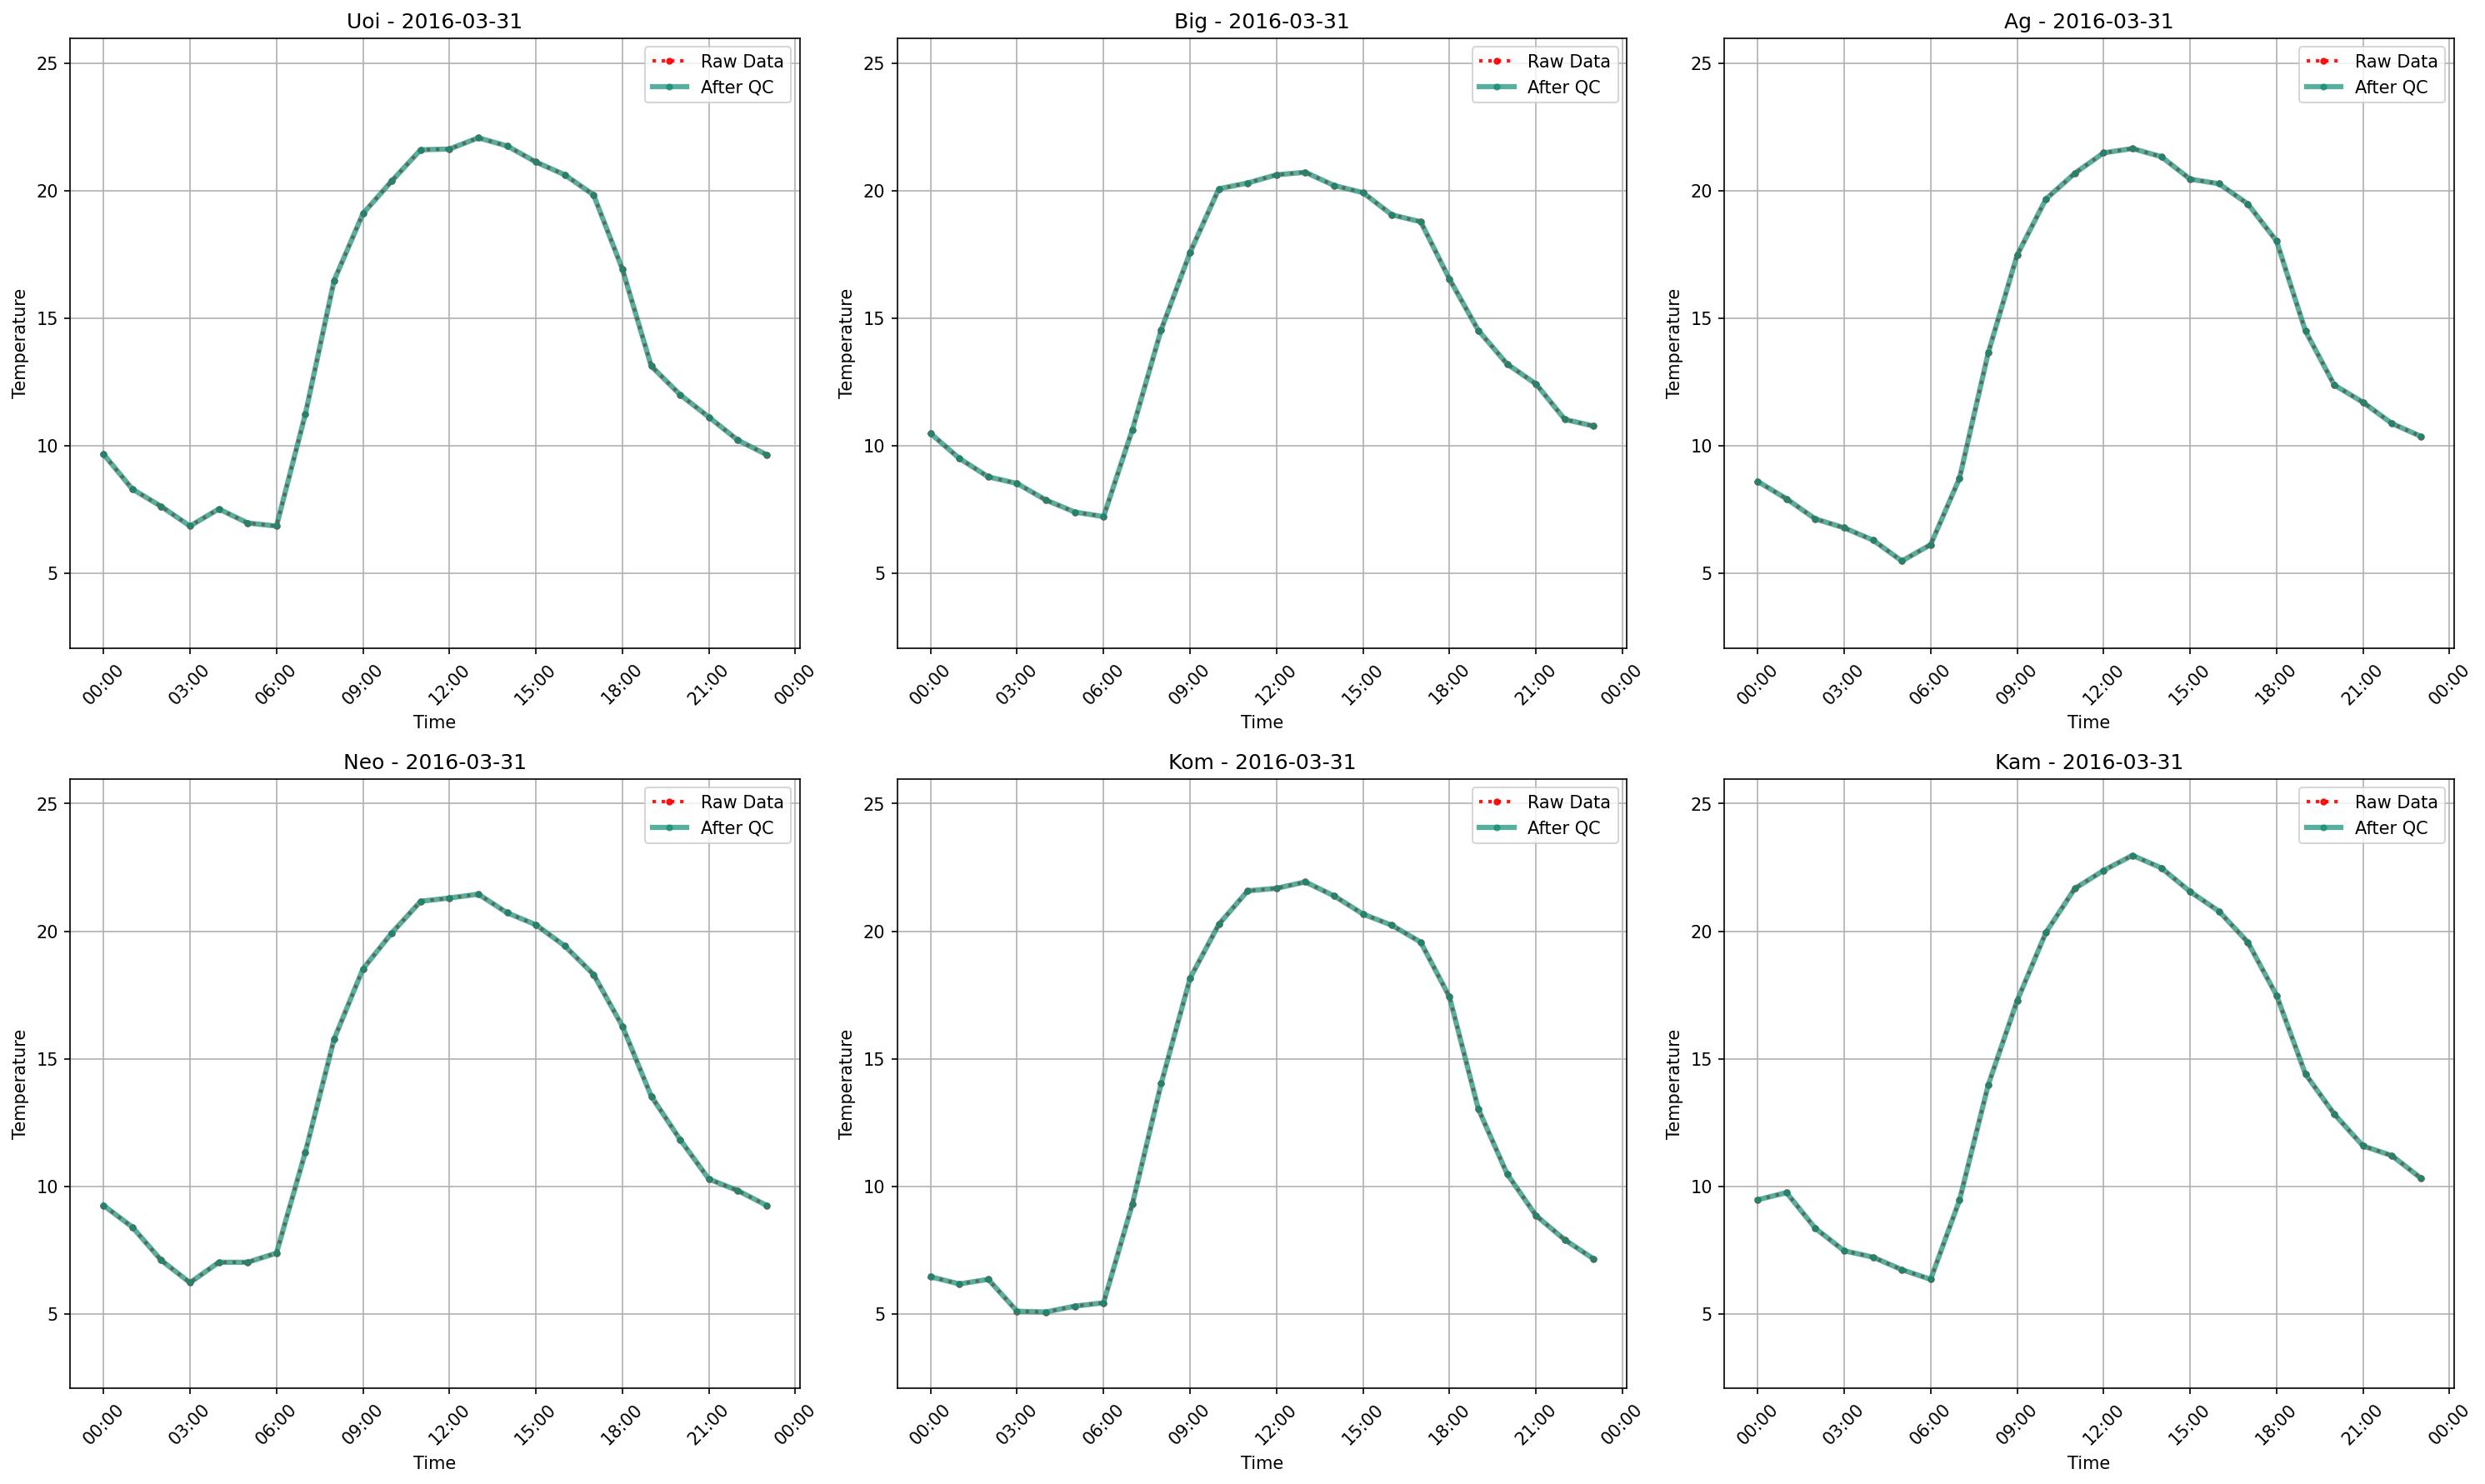 Uoi - 2016-03-31
25
20
15
10
5
Temperature
Raw Data
After QC
00:00
03:00
06:00
09:00
12:00
15:00
18:00
21:00
00:00
Time
Big - 2016-03-31
25
20
15
10
5
Temperature
Raw Data
After QC
00:00
03:00
06:00
09:00
12:00
15:00
18:00
21:00
00:00
Time
Ag - 2016-03-31
25
20
15
10
5
Temperature
Raw Data
After QC
00:00
03:00
06:00
09:00
12:00
15:00
18:00
21:00
00:00
Time
Neo - 2016-03-31
25
20
15
10
5
Temperature
Raw Data
After QC
00:00
03:00
06:00
09:00
12:00
15:00
18:00
21:00
00:00
Time
Kom - 2016-03-31
25
20
15
10
5
Temperature
Raw Data
After QC
00:00
03:00
06:00
09:00
12:00
15:00
18:00
21:00
00:00
Time
Kam - 2016-03-31
25
20
15
10
5
Temperature
Raw Data
After QC
00:00
03:00
06:00
09:00
12:00
15:00
18:00
21:00
00:00
Time